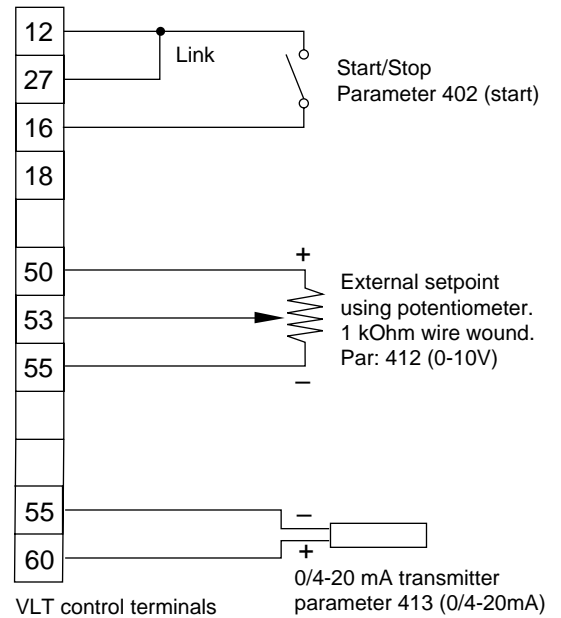 12
Link
27
Start/Stop
Parameter 402 (start)
16
18
50
+
53
External setpoint
using potentiometer.
1 kOhm wire wound.
Par: 412 (0-10V)
55
–
55
–
60
+
0/4-20 mA transmitter
parameter 413 (0/4-20mA)
VLT control terminals